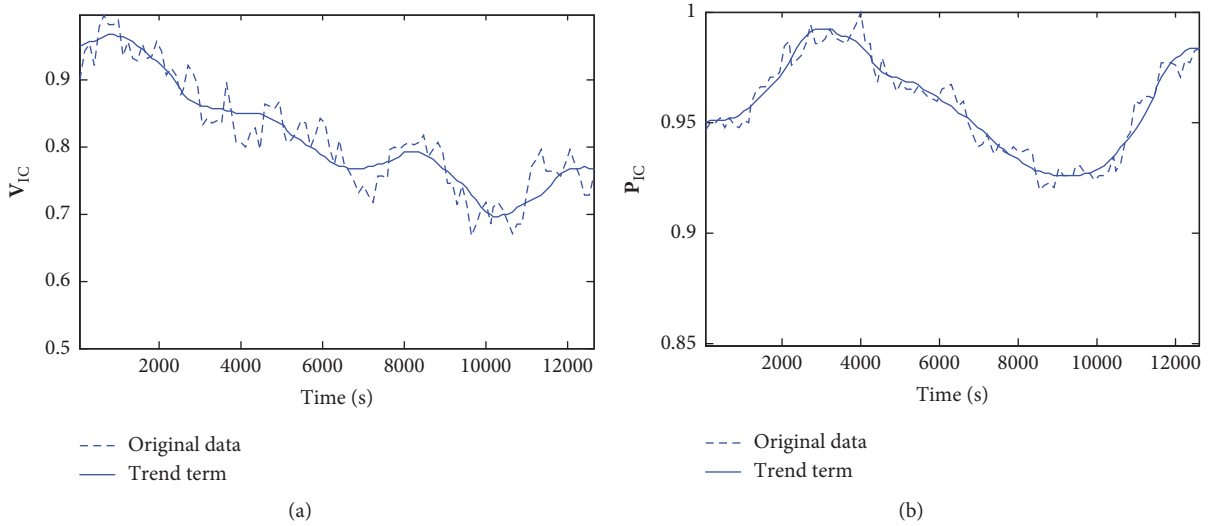 0.9
0.8
0.7
0.6
0.5
V_IC
2000 4000 6000 8000 10000 12000
Time (s)
Original data
Trend term
(a)
1
0.95
0.9
0.85
P_IC
2000 4000 6000 8000 10000 12000
Time (s)
Original data
Trend term
(b)